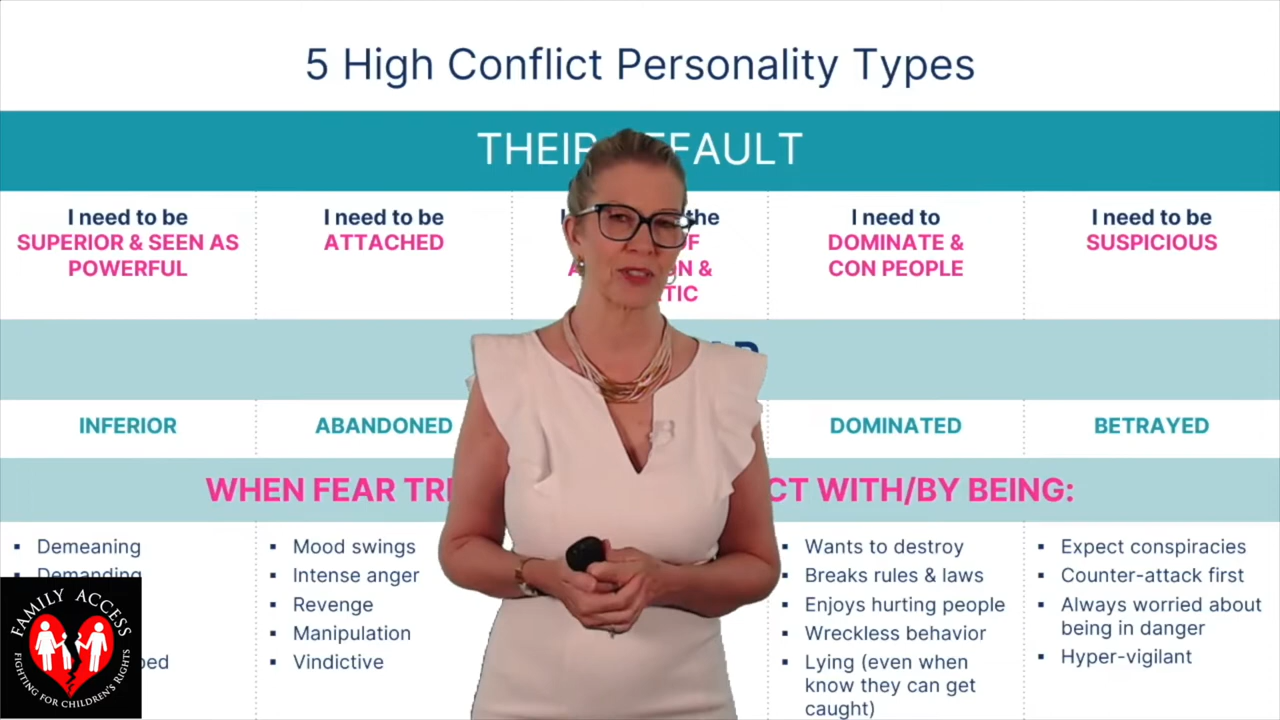 5 High Conflict Personality Types
THEIR DEFAULT
I need to be
SUPERIOR & SEEN AS
POWERFUL
I need to be
ATTACHED
the
&
I need to
DOMINATE &
CON PEOPLE
I need to be
SUSPICIOUS
INFERIOR
ABANDONED
DOMINATED
BETRAYED
WHEN FEAR WITH/BY BEING:
▪ Demeaning
Demanding
▪ Mood swings
▪ Intense anger
▪ Revenge
▪ Manipulation
▪ Vindictive
▪ Wants to destroy
▪ Breaks rules & laws
▪ Enjoys hurting people
▪ Wreckless behavior
▪ Lying (even when
know they can get
caught)
▪ Expect conspiracies
▪ Counter-attack first
▪ Always worried about
being in danger
▪ Hyper-vigilant
FAMILY ACCESS
FIGHTING FOR CHILDREN'S RIGHTS